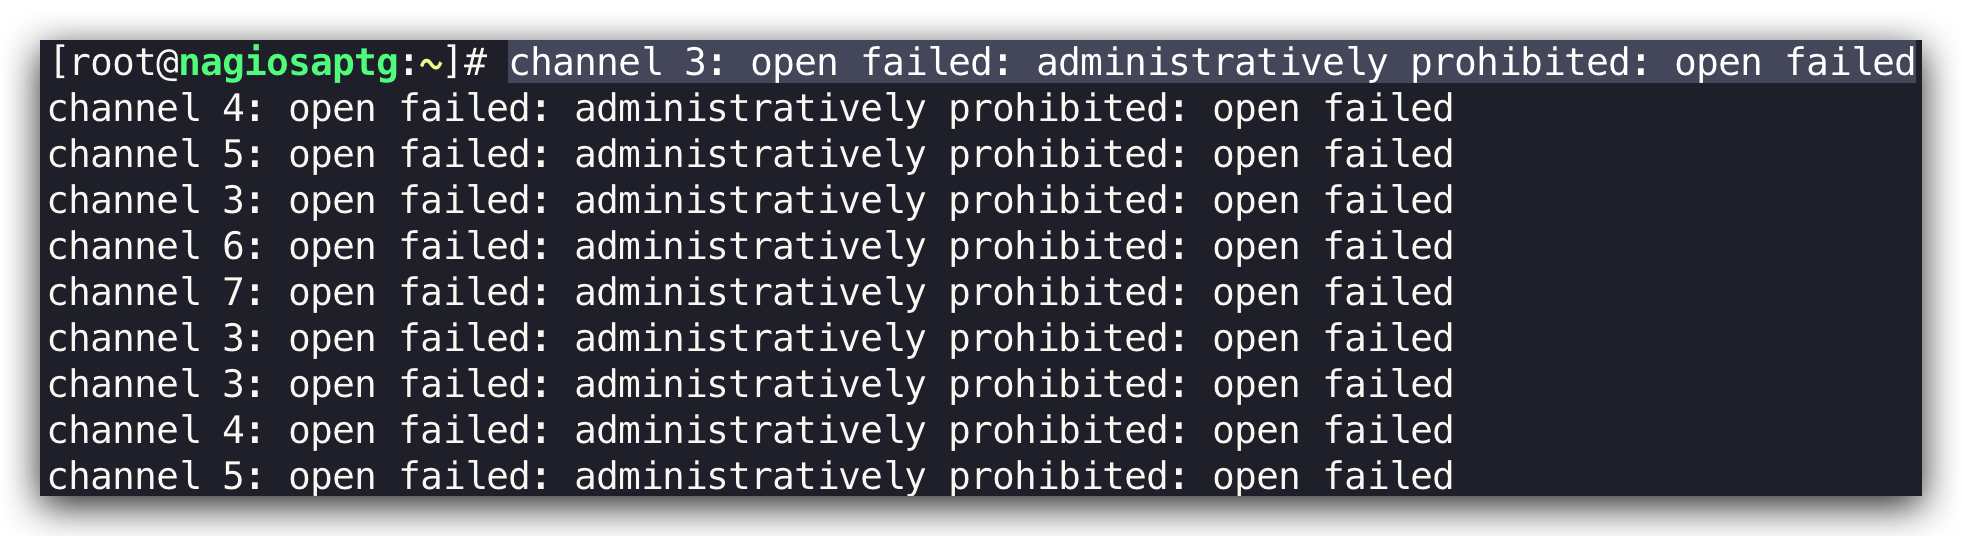 [root@nagiosaptg:~]# channel 3: open failed: administratively prohibited: open failed
channel 4: open failed: administratively prohibited: open failed
channel 5: open failed: administratively prohibited: open failed
channel 3: open failed: administratively prohibited: open failed
channel 6: open failed: administratively prohibited: open failed
channel 7: open failed: administratively prohibited: open failed
channel 3: open failed: administratively prohibited: open failed
channel 3: open failed: administratively prohibited: open failed
channel 4: open failed: administratively prohibited: open failed
channel 5: open failed: administratively prohibited: open failed